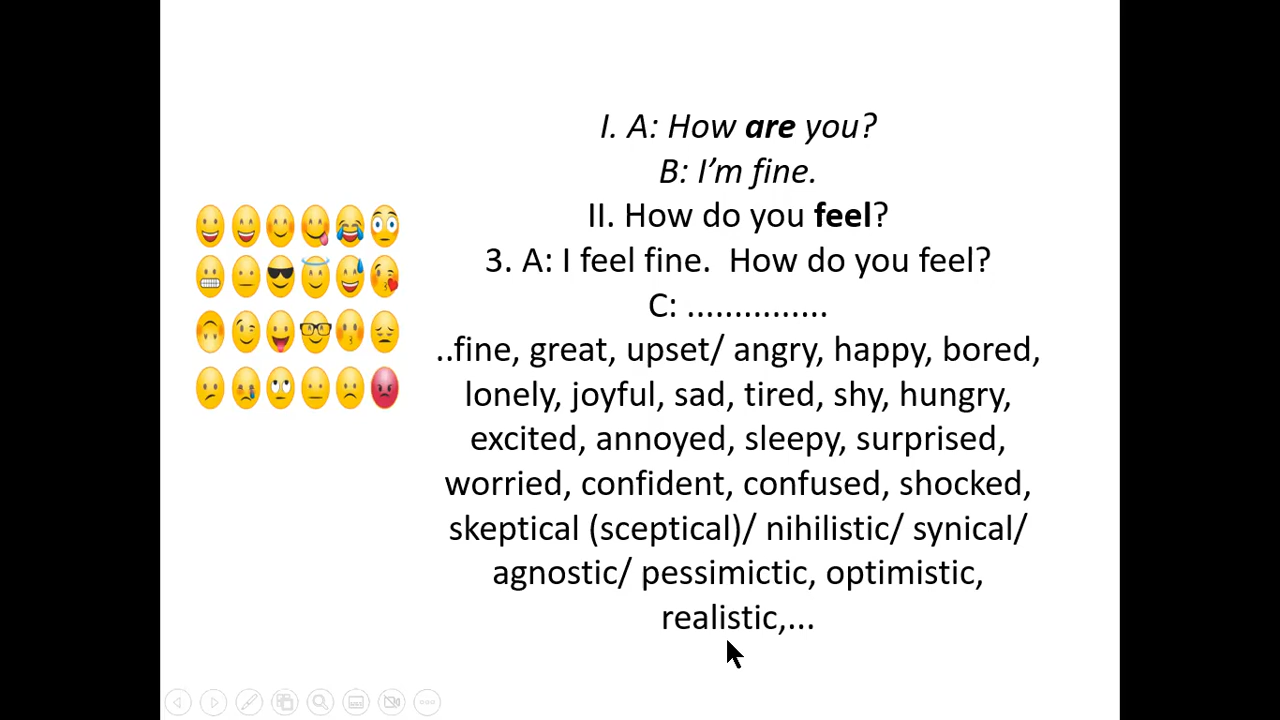 I. A: How are you?
B: I’m fine.
II. How do you feel?
3. A: I feel fine.  How do you feel?
C: ...............
..fine, great, upset/ angry, happy, bored,
lonely, joyful, sad, tired, shy, hungry,
excited, annoyed, sleepy, surprised,
worried, confident, confused, shocked,
skeptical (sceptical)/ nihilistic/ synical/
agnostic/ pessimictic, optimistic,
realistic,...